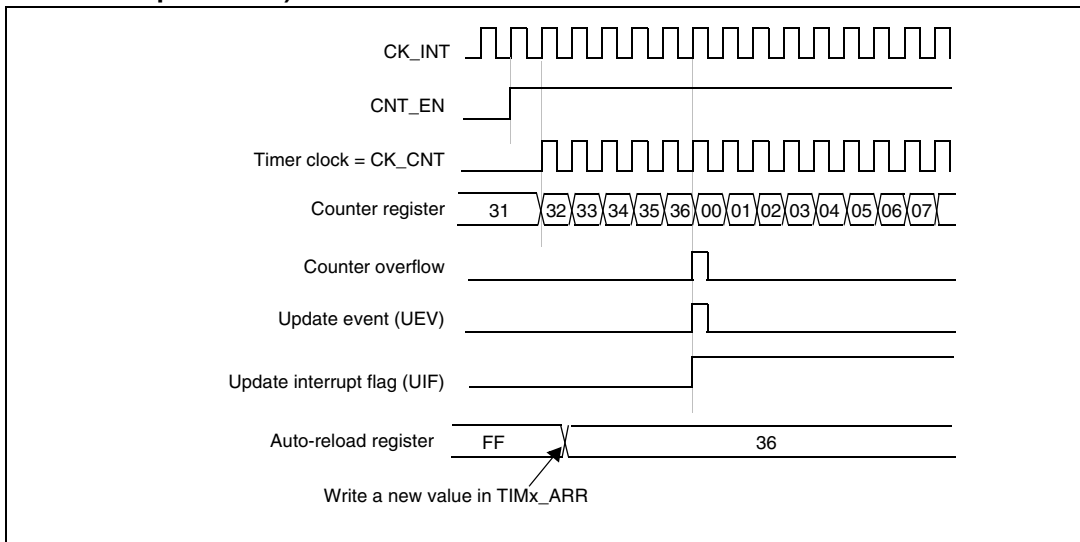 CK_INT
CNT_EN
Timer clock = CK_CNT
Counter register 31 32 33 34 35 36 00 01 02 03 04 05 06 07
Counter overflow
Update event (UEV)
Update interrupt flag (UIF)
Auto-reload register FF 36
Write a new value in TIMx_ARR